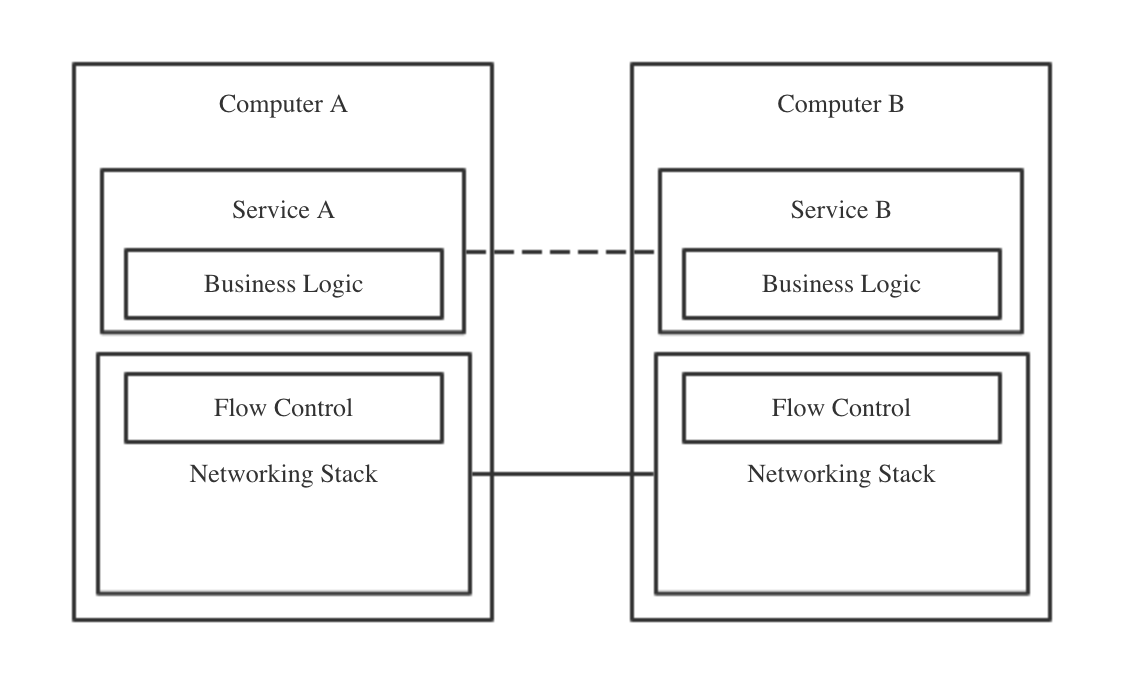 Computer A
Service A
Business Logic
Flow Control
Networking Stack
Computer B
Service B
Business Logic
Flow Control
Networking Stack